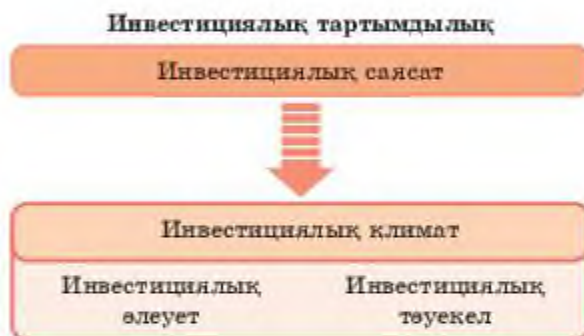 Инвестициялық тартымдылық
Инвестициялық саясат
Инвестициялық климат
Инвестициялық
әлеует
Инвестициялық
тәуекел